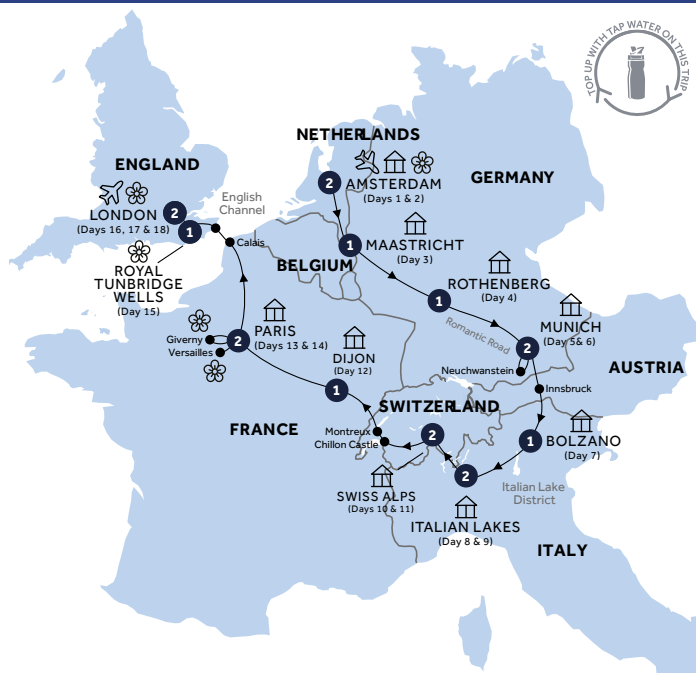 TOP UP WITH TAP WATER ON THIS TRIP
NETHERLANDS
ENGLAND
2
AMSTERDAM
(Days 1 & 2)
GERMANY
2
LONDON
(Days 16, 17 & 18)
1
English
Channel
Calais
1
MAASTRICHT
(Day 3)
BELGIUM
ROYAL
TUNBRIDGE
WELLS
(Day 15)
ROTHENBERG
(Day 4)
1
Romantic Road
MUNICH
(Day 5& 6)
2
PARIS
(Days 13 & 14)
2
Giverny
Versailles
DIJON
(Day 12)
1
Neuchwanstein
AUSTRIA
Innsbruck
SWITZERLAND
FRANCE
Montreux
Chillon Castle
2
BOLZANO
(Day 7)
1
2
SWISS ALPS
(Days 10 & 11)
Italian Lake
District
ITALIAN LAKES
(Day 8 & 9)
ITALY